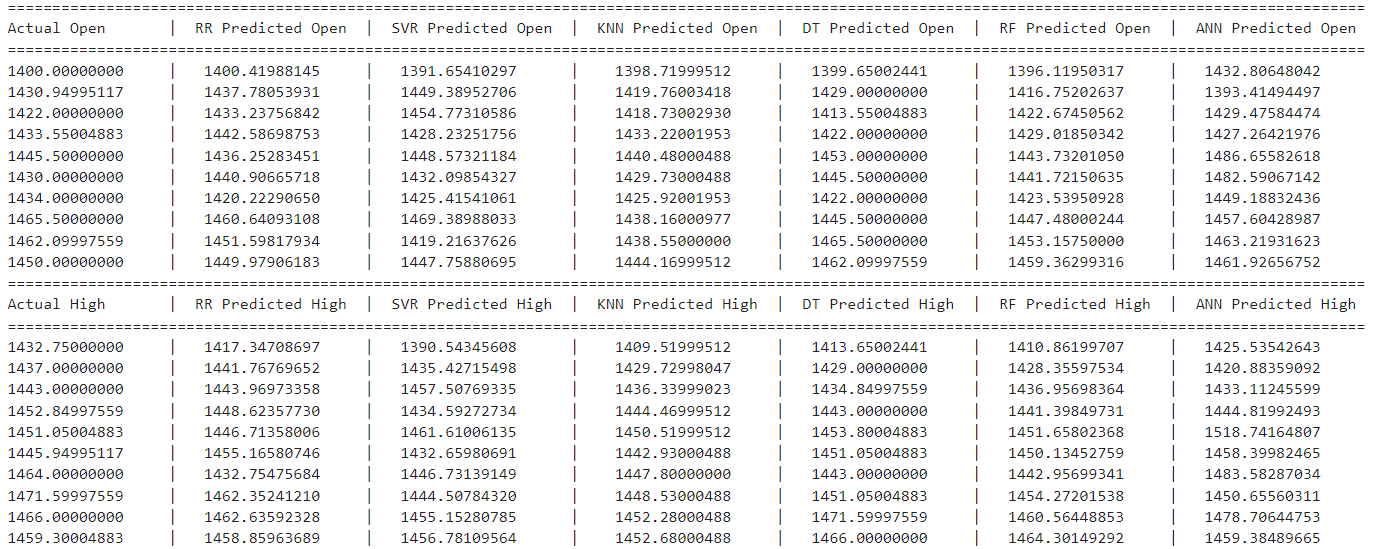 =======================================================================================================================================================
Actual Open | RR Predicted Open | SVR Predicted Open | KNN Predicted Open | DT Predicted Open | RF Predicted Open | ANN Predicted Open
=======================================================================================================================================================
1400.00000000 | 1400.41988145 | 1391.65410297 | 1398.71999512 | 1399.65002441 | 1396.11950317 | 1432.80648042
1430.94995117 | 1437.78053931 | 1449.38952706 | 1419.76003418 | 1429.00000000 | 1416.75202637 | 1393.41494497
1422.00000000 | 1433.23756842 | 1454.77310586 | 1418.73002930 | 1413.55004883 | 1422.67450562 | 1429.47584474
1433.55004883 | 1442.58698753 | 1428.23251756 | 1433.22001953 | 1422.00000000 | 1429.01850342 | 1427.26421976
1445.50000000 | 1436.25283451 | 1448.57321184 | 1440.48000488 | 1453.00000000 | 1443.73201050 | 1486.65582618
1430.00000000 | 1440.90665718 | 1432.09854327 | 1429.73000488 | 1445.50000000 | 1441.72150635 | 1482.59067142
1434.00000000 | 1420.22290650 | 1425.41541061 | 1425.92001953 | 1422.00000000 | 1423.53950928 | 1449.18832436
1465.50000000 | 1460.64093108 | 1469.38988033 | 1438.16000977 | 1445.50000000 | 1447.48000244 | 1457.60428987
1462.09997559 | 1451.59817934 | 1419.21637626 | 1438.55000000 | 1465.50000000 | 1453.15750000 | 1463.21931623
1450.00000000 | 1449.97906183 | 1447.75880695 | 1444.16999512 | 1462.09997559 | 1459.36299316 | 1461.92656752
=======================================================================================================================================================
Actual High | RR Predicted High | SVR Predicted High | KNN Predicted High | DT Predicted High | RF Predicted High | ANN Predicted High
=======================================================================================================================================================
1432.75000000 | 1417.34708697 | 1390.54345608 | 1409.51999512 | 1413.65002441 | 1410.86199707 | 1425.53542643
1437.00000000 | 1441.76769652 | 1435.42715498 | 1429.72998047 | 1429.00000000 | 1428.35597534 | 1420.88359092
1443.00000000 | 1443.96973358 | 1457.50769335 | 1436.33999023 | 1434.84997559 | 1436.95698364 | 1433.11245599
1452.84997559 | 1448.62357730 | 1434.59272734 | 1444.46999512 | 1443.00000000 | 1441.39849731 | 1444.81992493
1451.05004883 | 1446.71358006 | 1461.61006135 | 1450.51999512 | 1453.80004883 | 1451.65802368 | 1518.74164807
1445.94995117 | 1455.16580746 | 1432.65980691 | 1442.93000488 | 1451.05004883 | 1450.13452759 | 1458.39982465
1464.00000000 | 1432.75475684 | 1446.73139149 | 1447.80000000 | 1443.00000000 | 1442.95699341 | 1483.58287034
1471.59997559 | 1462.35241210 | 1444.50784320 | 1448.53000488 | 1451.05004883 | 1454.27201538 | 1450.65560311
1466.00000000 | 1462.63592328 | 1455.15280785 | 1452.28000488 | 1471.59997559 | 1460.56448853 | 1478.70644753
1459.30004883 | 1458.85963689 | 1456.78109564 | 1452.68000488 | 1466.00000000 | 1464.30149292 | 1459.38489665